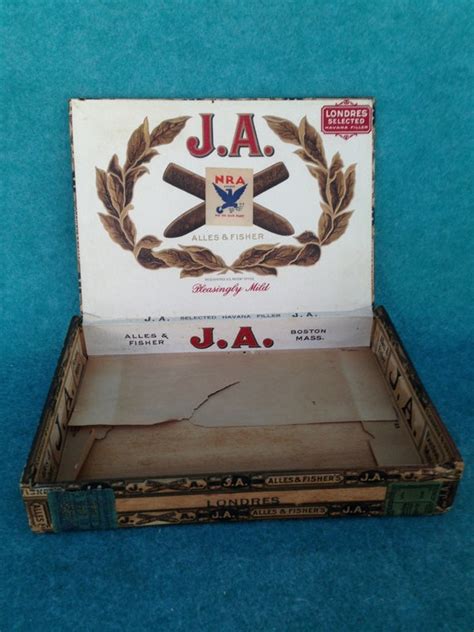 LONDRES
SELECTED
HAVANA FILLER
J.A.
NRA
ALLES & FISHER
Pleasingly Mild
J.A. SELECTED HAVANA FILLER J.A.
ALLES &
FISHER
J.A.
BOSTON
MASS.
J.A.
J.A.
LONDRES
J.A. ALLES & FISHER'S J.A.
J.A. ALLES & FISHER'S J.A.